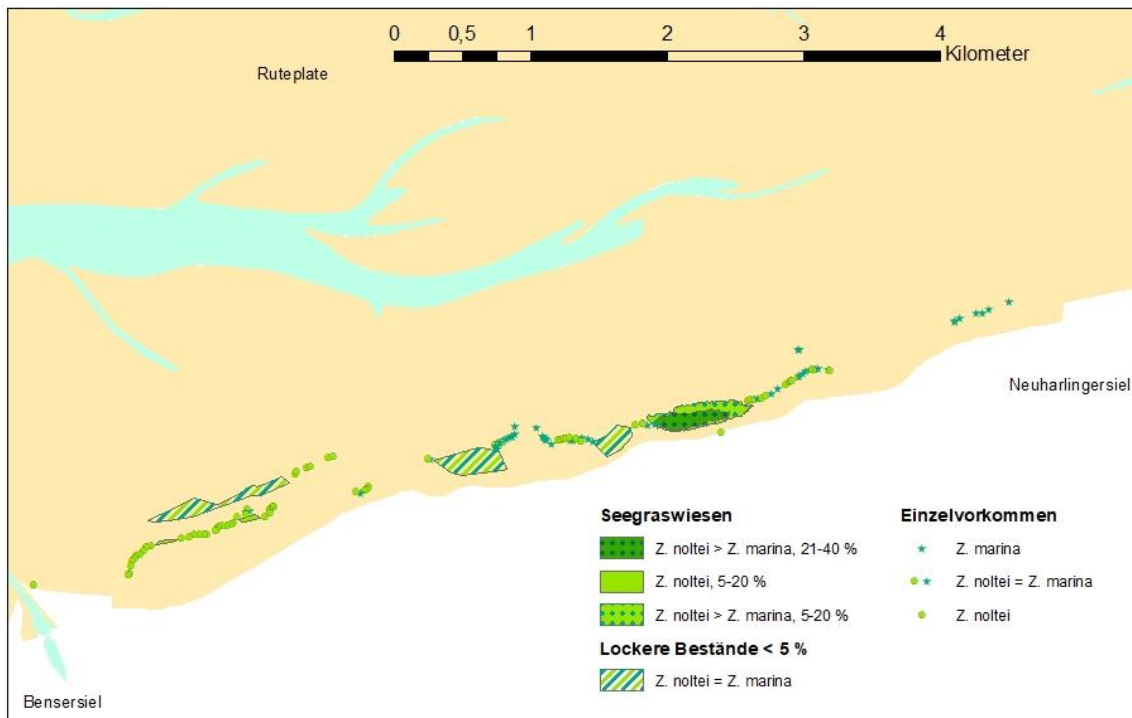 0 0,5 1 2 3 4
Kilometer
Ruteplate
Neuharlingersiel
Seegraswiesen
Z. noltei > Z. marina, 21-40 %
Z. noltei, 5-20 %
Z. noltei > Z. marina, 5-20 %
Lockere Bestände < 5 %
Z. noltei = Z. marina
Einzelvorkommen
Z. marina
Z. noltei = Z. marina
Z. noltei
Bensersiel